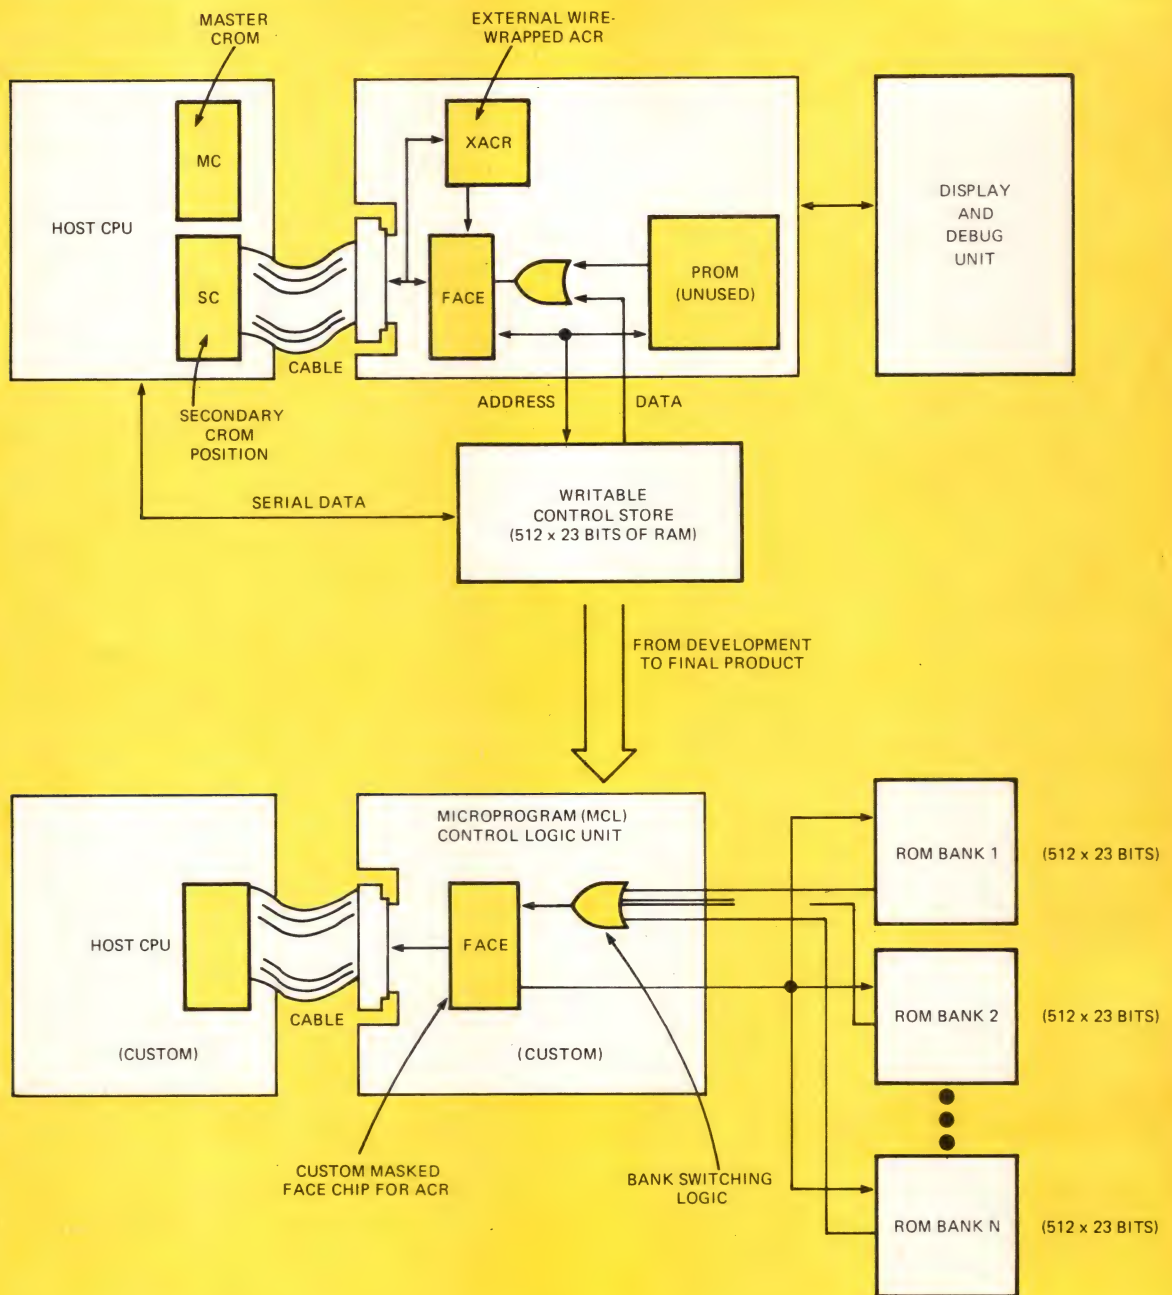 MASTER
CROM
EXTERNAL WIRE-
WRAPPED ACR
MC
XACR
HOST CPU
SC
FACE
PROM
(UNUSED)
DISPLAY
AND
DEBUG
UNIT
CABLE
SECONDARY
CROM
POSITION
ADDRESS
DATA
SERIAL DATA
WRITABLE
CONTROL STORE
(512 x 23 BITS OF RAM)
FROM DEVELOPMENT
TO FINAL PRODUCT
MICROPROGRAM (MCL)
CONTROL LOGIC UNIT
HOST CPU
FACE
CABLE
(CUSTOM)
(CUSTOM)
ROM BANK 1
(512 x 23 BITS)
ROM BANK 2
(512 x 23 BITS)
ROM BANK N
(512 x 23 BITS)
CUSTOM MASKED
FACE CHIP FOR ACR
BANK SWITCHING
LOGIC